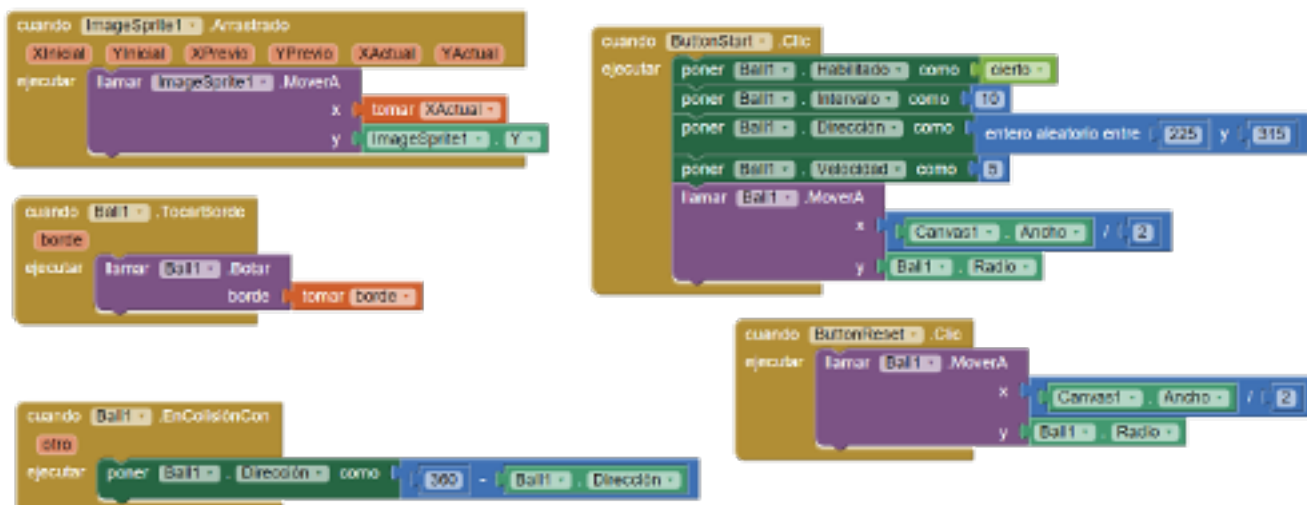 cuando ImageSprite1 .Arrastrado
XInicial YInicial XPrevio YPrevio XActual YActual
ejecutar llamar ImageSprite1 .MoverA
x tomar XActual
y ImageSprite1 . Y
cuando Ball1 .TocarBorde
borde
ejecutar llamar Ball1 .Botar
borde tomar borde
cuando Ball1 .EnColisiónCon
otro
ejecutar poner Ball1 . Dirección como 360 - Ball1 . Dirección
cuando ButtonStart .Clic
ejecutar poner Ball1 . Habilitado como cierto
poner Ball1 . Intervalo como 10
poner Ball1 . Dirección como entero aleatorio entre 225 y 315
poner Ball1 . Velocidad como 5
llamar Ball1 .MoverA
x Canvas1 . Ancho / 2
y Ball1 . Radio
cuando ButtonReset .Clic
ejecutar llamar Ball1 .MoverA
x Canvas1 . Ancho / 2
y Ball1 . Radio